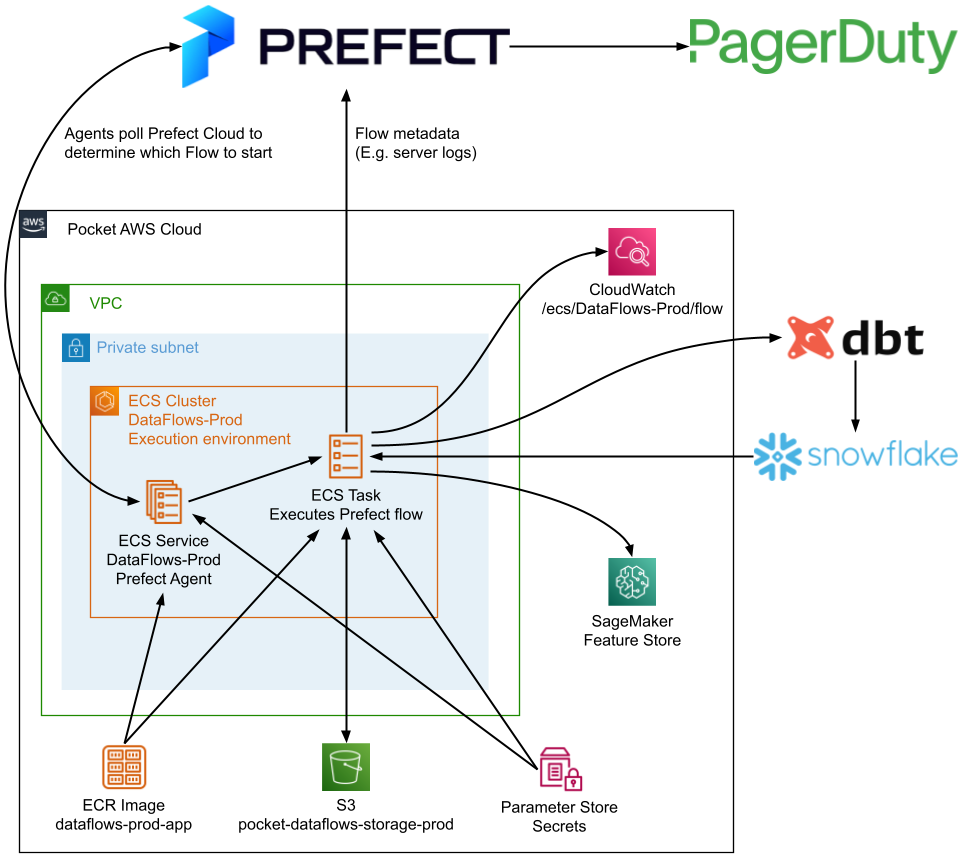 PREFECT
PagerDuty
Agents poll Prefect Cloud to
determine which Flow to start
Flow metadata
(E.g. server logs)
aws
Pocket AWS Cloud
CloudWatch
/ecs/DataFlows-Prod/flow
VPC
Private subnet
dbt
ECS Cluster
DataFlows-Prod
Execution environment
snowflake
ECS Task
Executes Prefect flow
ECS Service
DataFlows-Prod
Prefect Agent
SageMaker
Feature Store
ECR Image
dataflows-prod-app
S3
pocket-dataflows-storage-prod
Parameter Store
Secrets